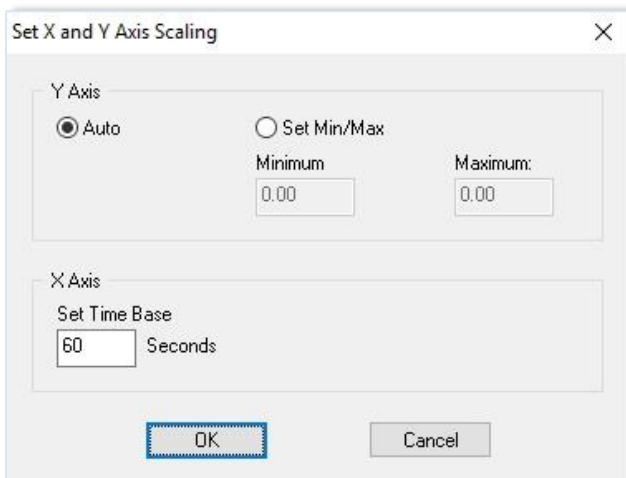 Set X and Y Axis Scaling
Y Axis
Auto
Set Min/Max
Minimum
Maximum:
0.00
0.00
X Axis
Set Time Base
60
Seconds
OK
Cancel